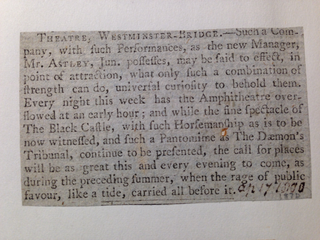 THEATRE, WESTMINSTER-BRIDGE.—Such a Com-
pany, with such Performances, as the new Manager,
Mr. ASTLEY, Jun. possesses, may be said to effect, in
point of attraction, what only such a combination of
strength can do, universal curiosity to behold them.
Every night this week has the Amphitheatre over-
flowed at an early hour; and while the fine spectacle of
The Black Castle, with such Horsemanship as is to be
now witnessed, and such a Pantomime as The Dæmon's
Tribunal, continue to be presented, the call for places
will be as great this and every evening to come, as
during the preceding summer, when the rage of public
favour, like a tide, carried all before it.